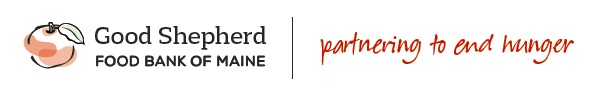 Good Shepherd
FOOD BANK OF MAINE
partnering to end hunger